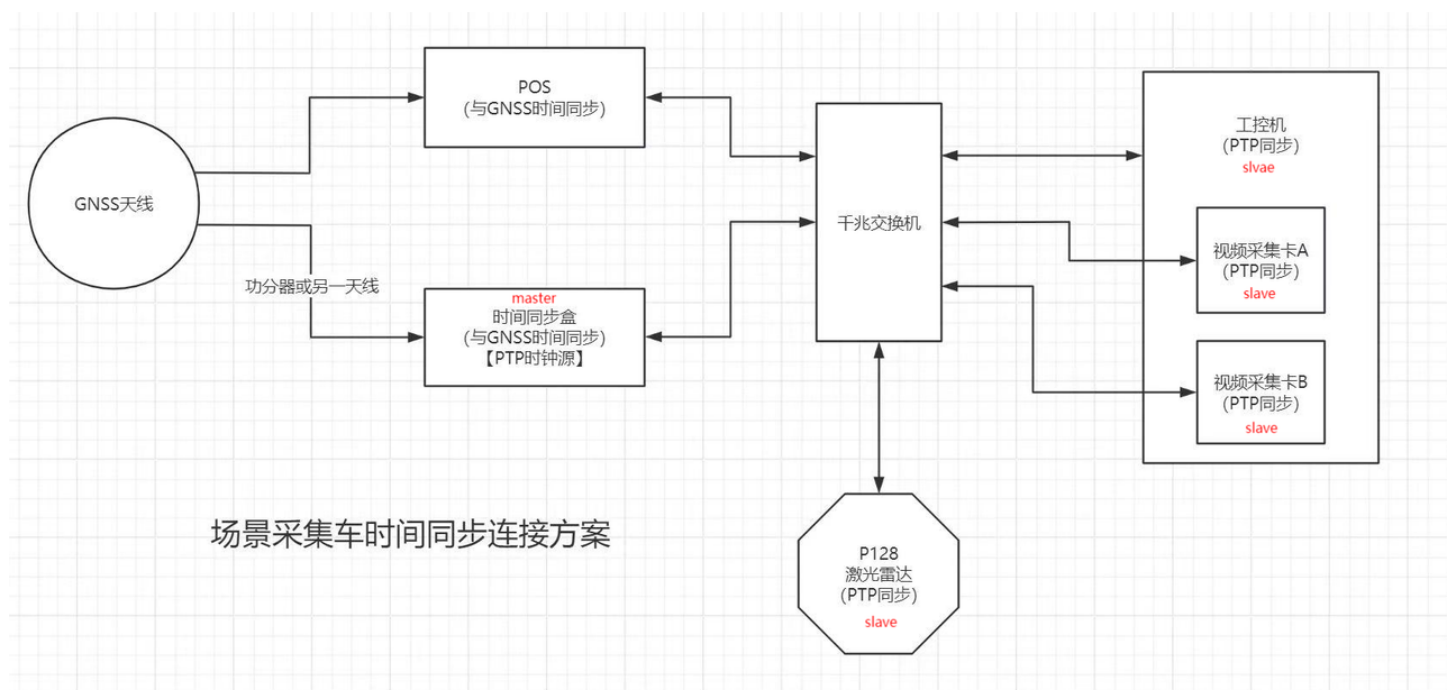 GNSS天线
POS
(与GNSS时间同步)
功分器或另一天线
master
时间同步盒
(与GNSS时间同步)
【PTP时钟源】
千兆交换机
工控机
(PTP同步)
slvae
视频采集卡A
(PTP同步)
slave
视频采集卡B
(PTP同步)
slave
场景采集车时间同步连接方案
P128
激光雷达
(PTP同步)
slave